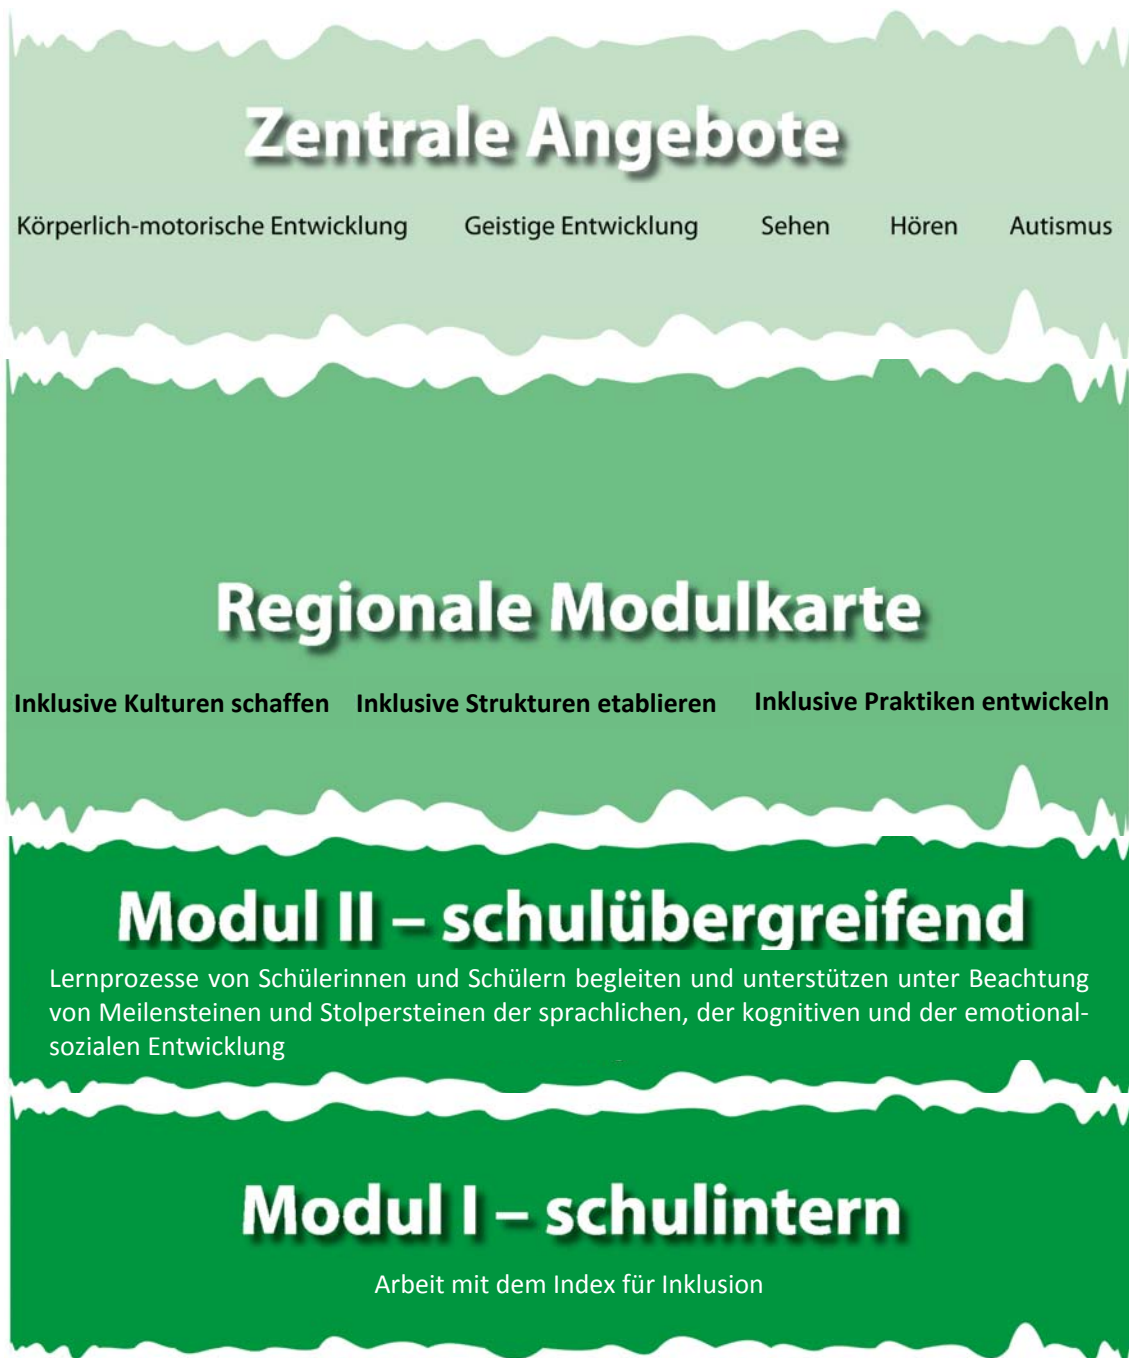 Zentrale Angebote
Körperlich-motorische Entwicklung Geistige Entwicklung Sehen Hören Autismus
Regionale Modulkarte
Inklusive Kulturen schaffen Inklusive Strukturen etablieren Inklusive Praktiken entwickeln
Modul II – schulübergreifend
Lernprozesse von Schülerinnen und Schülern begleiten und unterstützen unter Beachtung
von Meilensteinen und Stolpersteinen der sprachlichen, der kognitiven und der emotional-
sozialen Entwicklung
Modul I – schulintern
Arbeit mit dem Index für Inklusion